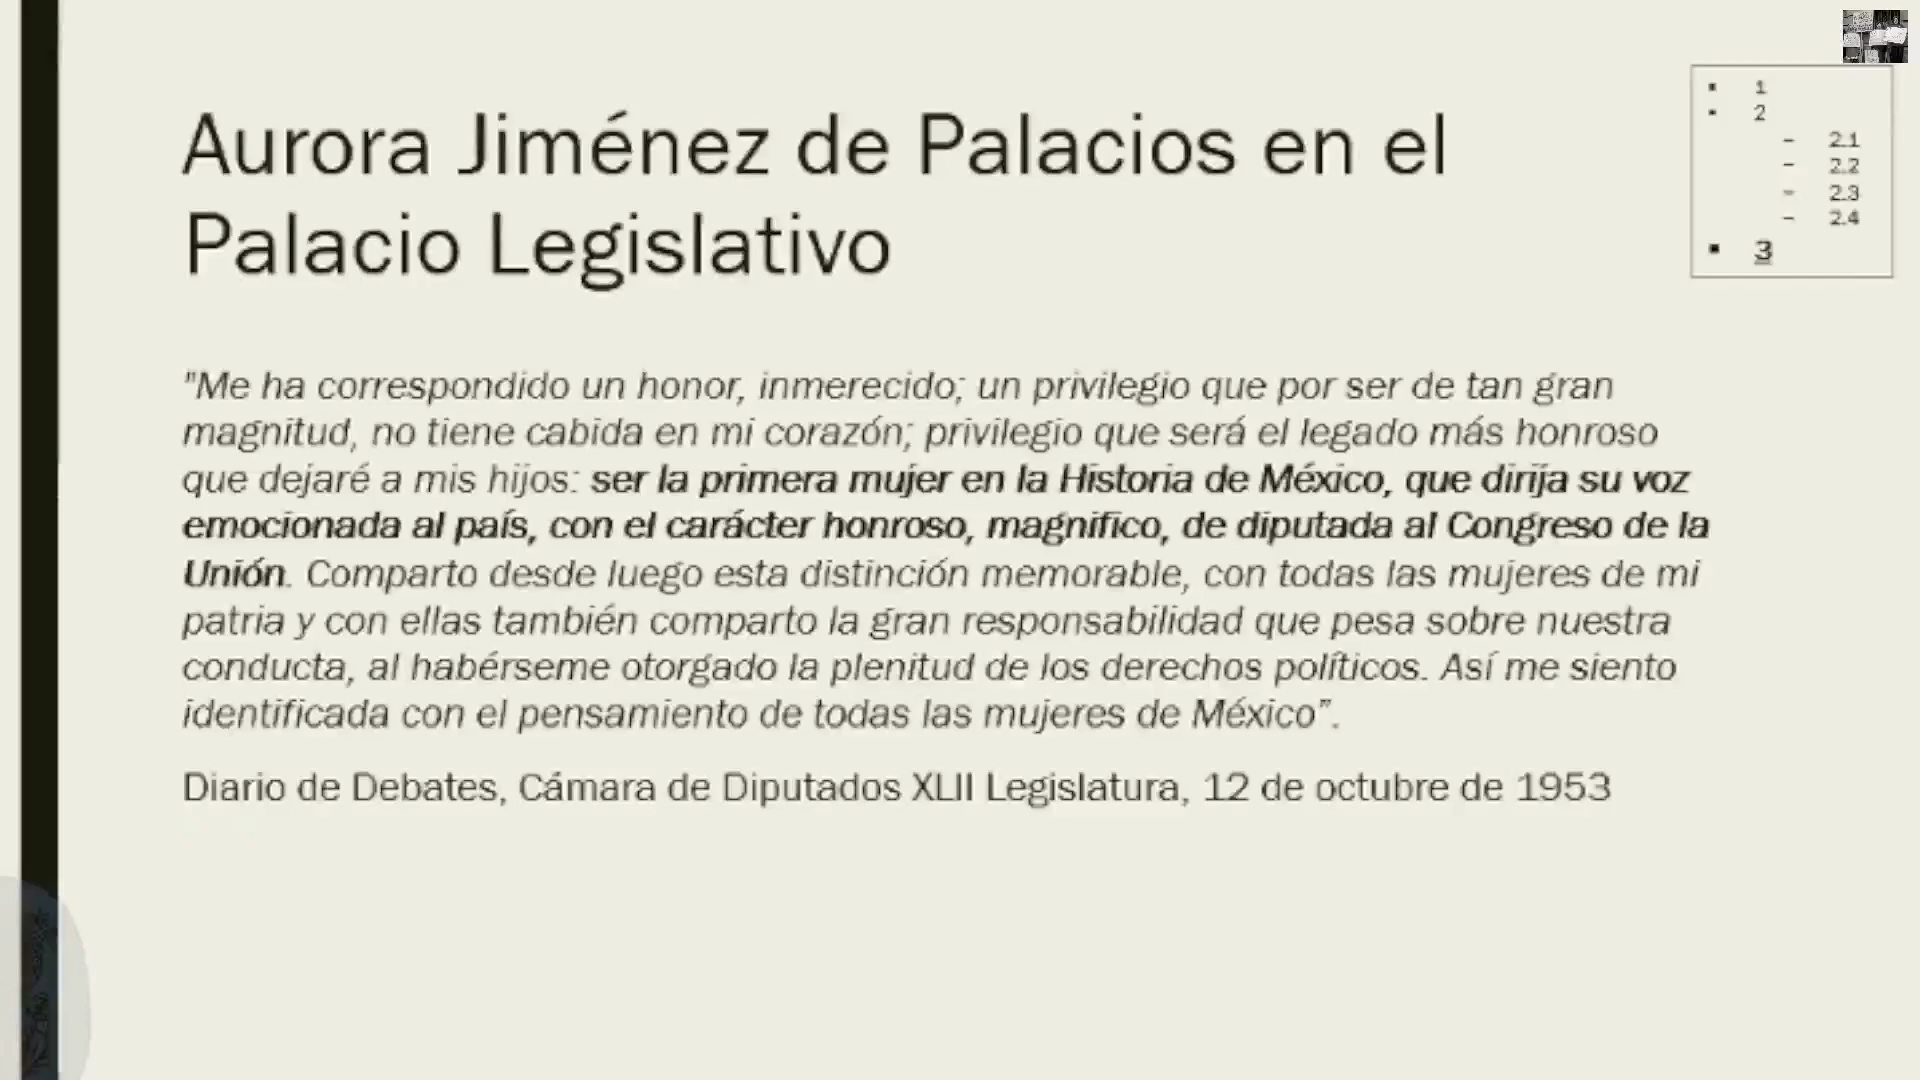 Aurora Jiménez de Palacios en el
Palacio Legislativo
1
2
2.1
2.2
2.3
2.4
3
"Me ha correspondido un honor, inmerecido; un privilegio que por ser de tan gran
magnitud, no tiene cabida en mi corazón; privilegio que será el legado más honroso
que dejaré a mis hijos: ser la primera mujer en la Historia de México, que dirija su voz
emocionada al país, con el carácter honroso, magnifico, de diputada al Congreso de la
Unión. Comparto desde luego esta distinción memorable, con todas las mujeres de mi
patria y con ellas también comparto la gran responsabilidad que pesa sobre nuestra
conducta, al habérseme otorgado la plenitud de los derechos políticos. Así me siento
identificada con el pensamiento de todas las mujeres de México”.
Diario de Debates, Cámara de Diputados XLII Legislatura, 12 de octubre de 1953